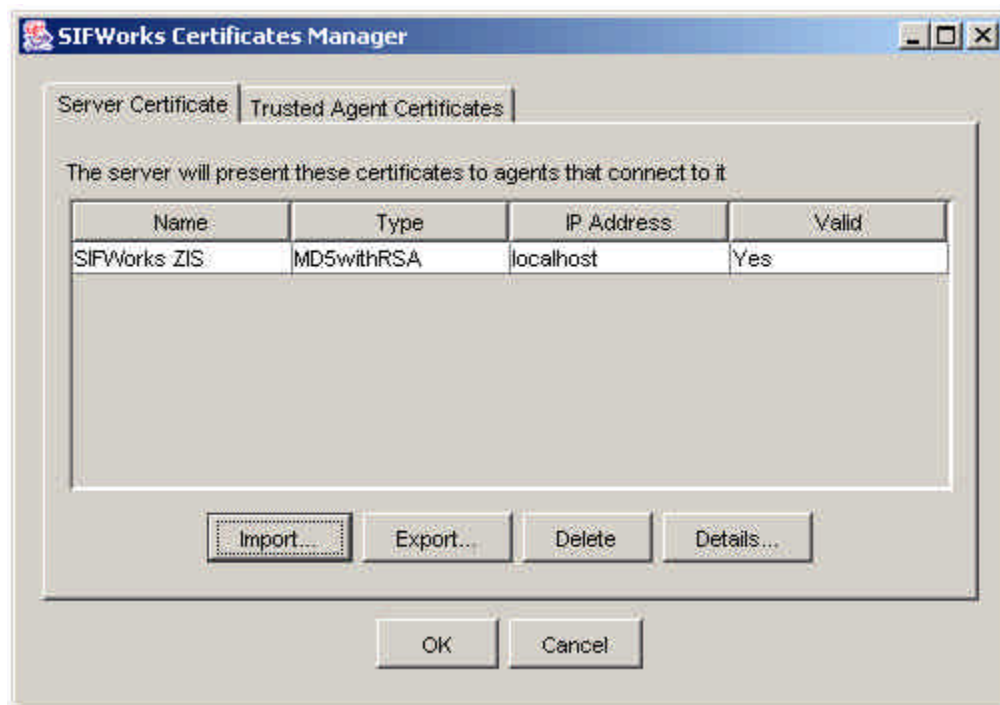 SIFWorks Certificates Manager
Server Certificate Trusted Agent Certificates
The server will present these certificates to agents that connect to it
Name Type IP Address Valid
SIFWorks ZIS MD5withRSA localhost Yes
Import... Export... Delete Details...
OK Cancel